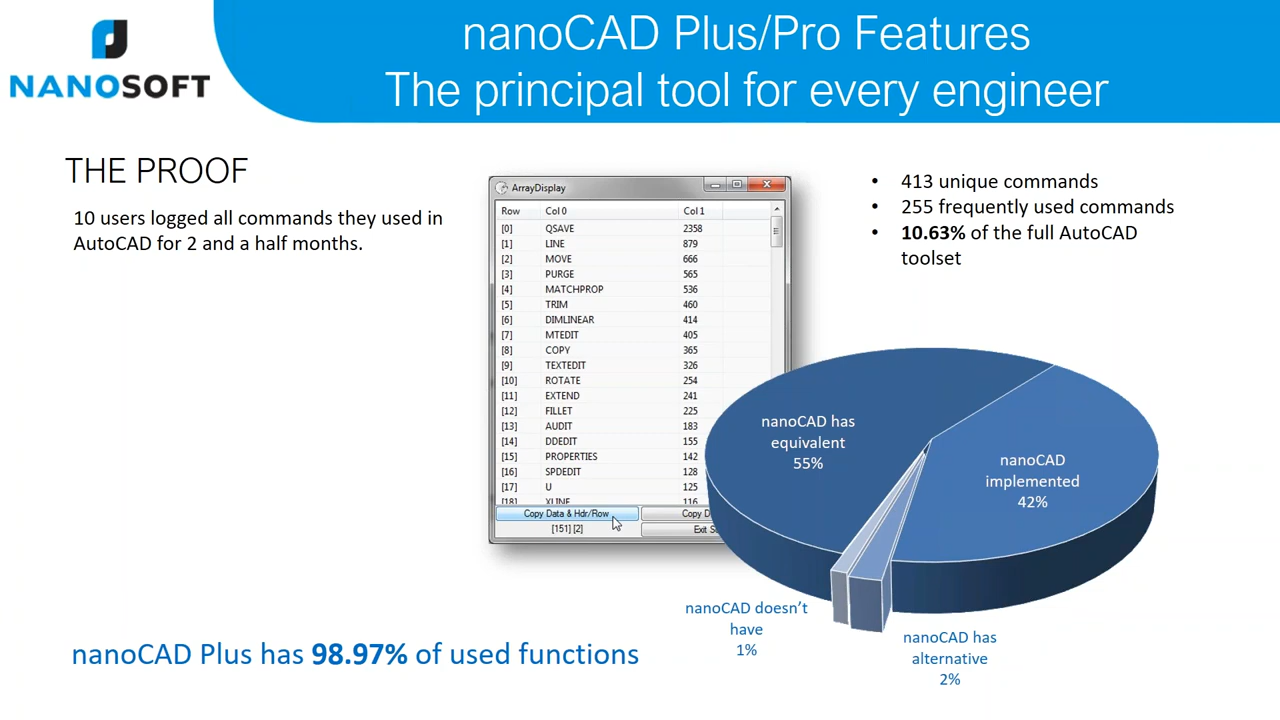 NANOSOFT
nanoCAD Plus/Pro Features
The principal tool for every engineer
THE PROOF
10 users logged all commands they used in
AutoCAD for 2 and a half months.
ArrayDisplay
Row Col 0 Col 1
[0] QSAVE 2358
[1] LINE 879
[2] MOVE 666
[3] PURGE 565
[4] MATCHPROP 536
[5] TRIM 460
[6] DIMLINEAR 414
[7] MTEDIT 405
[8] COPY 365
[9] TEXTEDIT 326
[10] ROTATE 254
[11] EXTEND 241
[12] FILLET 225
[13] AUDIT 183
[14] DDEDIT 155
[15] PROPERTIES 142
[16] SPDEDIT 128
[17] U 125
[18] XLINE 116
Copy Data & Hdr/Row Copy D
[151] [2] Exit S
• 413 unique commands
• 255 frequently used commands
• 10.63% of the full AutoCAD
toolset
nanoCAD has
equivalent
55%
nanoCAD
implemented
42%
nanoCAD doesn't
have
1%
nanoCAD has
alternative
2%
nanoCAD Plus has 98.97% of used functions